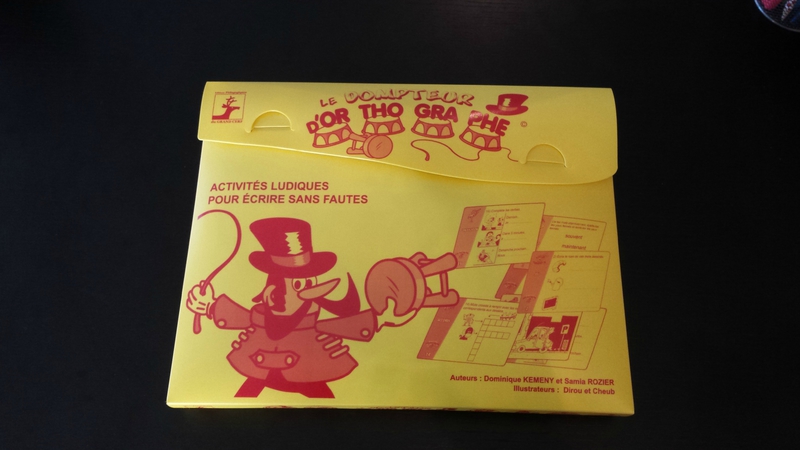 LE DOMPTEUR
D'OR THO GRA PHE ©
ACTIVITÉS LUDIQUES
POUR ÉCRIRE SANS FAUTES
Auteurs : Dominique KEMENY et Samia ROZIER
Illustrateurs : Dirou et Chaub